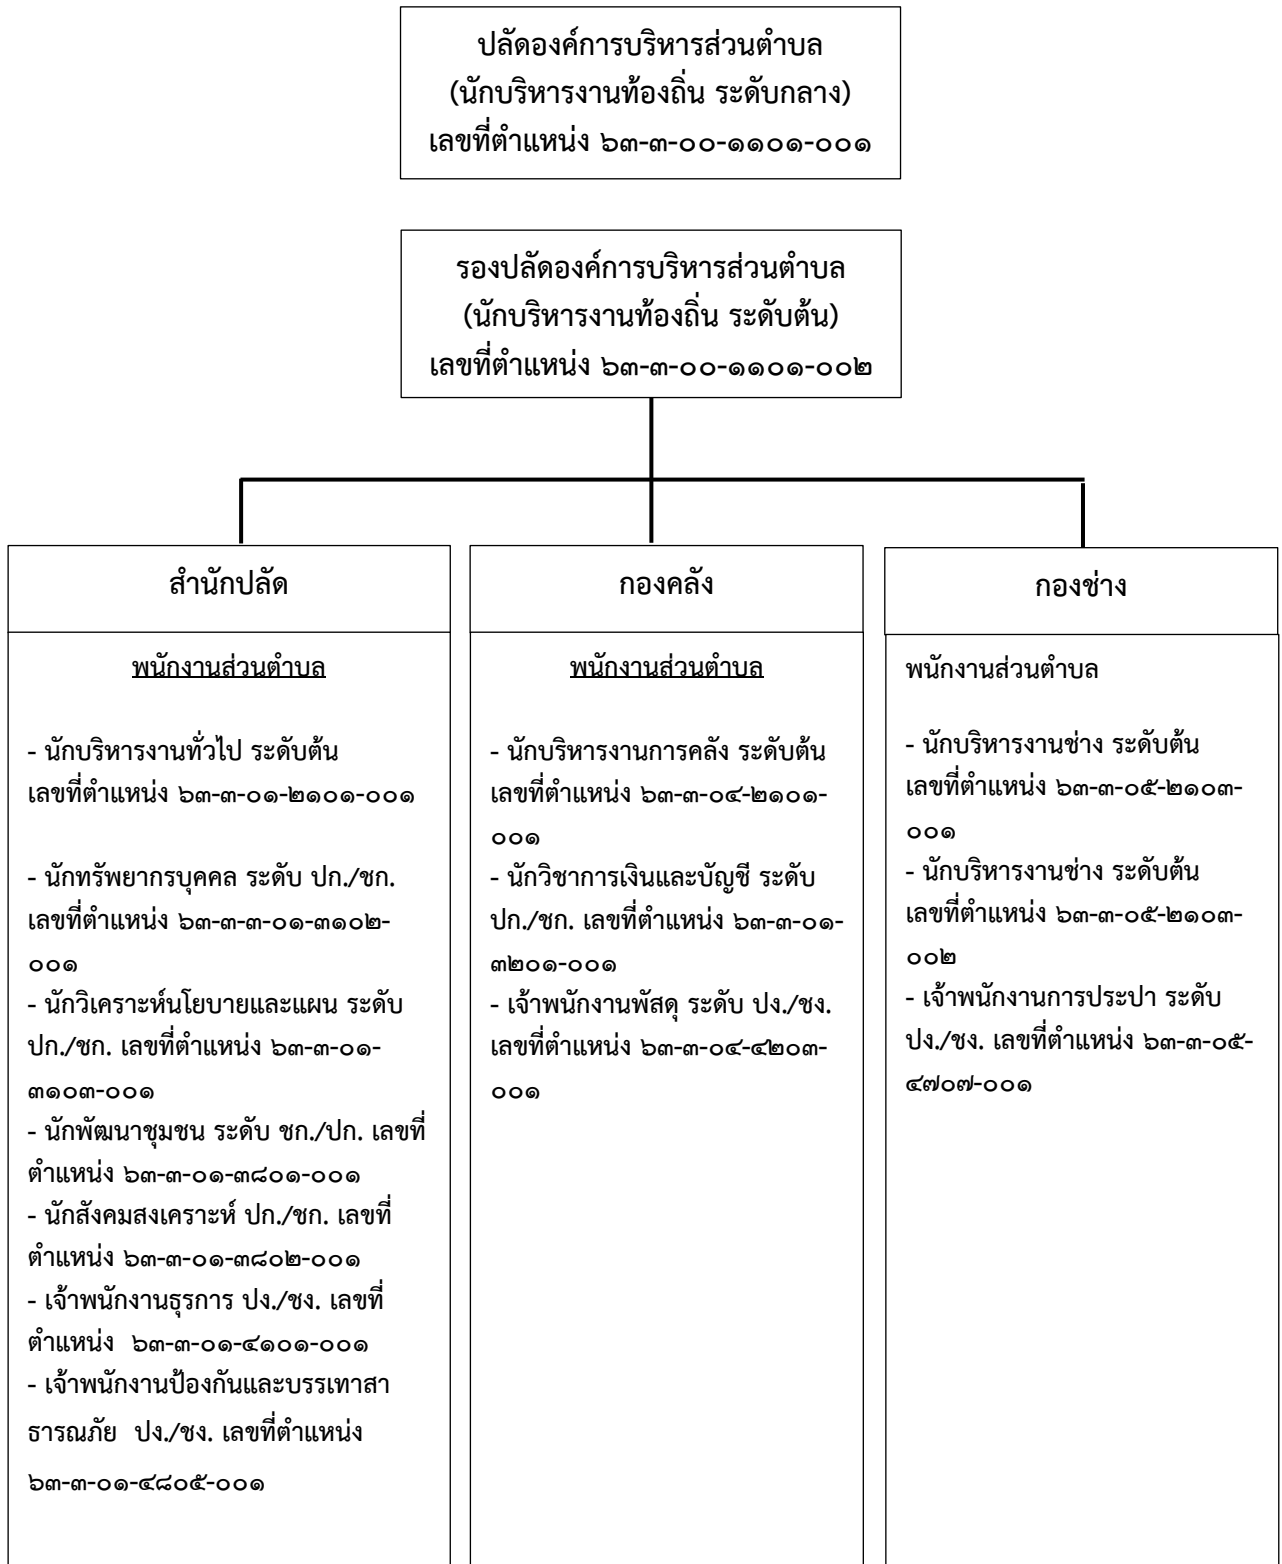 ปลัดองค์การบริหารส่วนตำบล
(นักบริหารงานท้องถิ่น ระดับกลาง)
เลขที่ตำแหน่ง ๖๓-๓-๐๐-๑๑๐๑-๐๐๑
รองปลัดองค์การบริหารส่วนตำบล
(นักบริหารงานท้องถิ่น ระดับต้น)
เลขที่ตำแหน่ง ๖๓-๓-๐๐-๑๑๐๑-๐๐๒
สำนักปลัด
พนักงานส่วนตำบล
- นักบริหารงานทั่วไป ระดับต้น
เลขที่ตำแหน่ง ๖๓-๓-๐๑-๒๑๐๑-๐๐๑
- นักทรัพยากรบุคคล ระดับ ปก./ชก.
เลขที่ตำแหน่ง ๖๓-๓-๓-๐๑-๓๑๐๒-
๐๐๑
- นักวิเคราะห์นโยบายและแผน ระดับ
ปก./ชก. เลขที่ตำแหน่ง ๖๓-๓-๐๑-
๓๑๐๓-๐๐๑
- นักพัฒนาชุมชน ระดับ ชก./ปก. เลขที่
ตำแหน่ง ๖๓-๓-๐๑-๓๘๐๑-๐๐๑
- นักสังคมสงเคราะห์ ปก./ชก. เลขที่
ตำแหน่ง ๖๓-๓-๐๑-๓๘๐๒-๐๐๑
- เจ้าพนักงานธุรการ ปง./ชง. เลขที่
ตำแหน่ง ๖๓-๓-๐๑-๔๑๐๑-๐๐๑
- เจ้าพนักงานป้องกันและบรรเทาสา
ธารณภัย ปง./ชง. เลขที่ตำแหน่ง
๖๓-๓-๐๑-๔๘๐๕-๐๐๑
กองคลัง
พนักงานส่วนตำบล
- นักบริหารงานการคลัง ระดับต้น
เลขที่ตำแหน่ง ๖๓-๓-๐๔-๒๑๐๑-
๐๐๑
- นักวิชาการเงินและบัญชี ระดับ
ปก./ชก. เลขที่ตำแหน่ง ๖๓-๓-๐๑-
๓๒๐๑-๐๐๑
- เจ้าพนักงานพัสดุ ระดับ ปง./ชง.
เลขที่ตำแหน่ง ๖๓-๓-๐๔-๔๒๐๓-
๐๐๑
กองช่าง
พนักงานส่วนตำบล
- นักบริหารงานช่าง ระดับต้น
เลขที่ตำแหน่ง ๖๓-๓-๐๕-๒๑๐๓-
๐๐๑
- นักบริหารงานช่าง ระดับต้น
เลขที่ตำแหน่ง ๖๓-๓-๐๕-๒๑๐๓-
๐๐๒
- เจ้าพนักงานการประปา ระดับ
ปง./ชง. เลขที่ตำแหน่ง ๖๓-๓-๐๕-
๔๗๐๗-๐๐๑